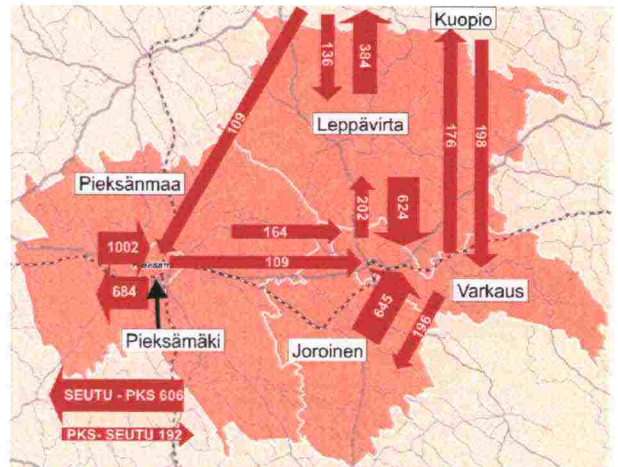 Kuopio
136
384
109
176
198
Leppävirta
Pieksänmaa
202
624
164
1002
109
684
Varkaus
645
196
Pieksämäki
Joroinen
SEUTU - PKS 606
PKS- SEUTU 192